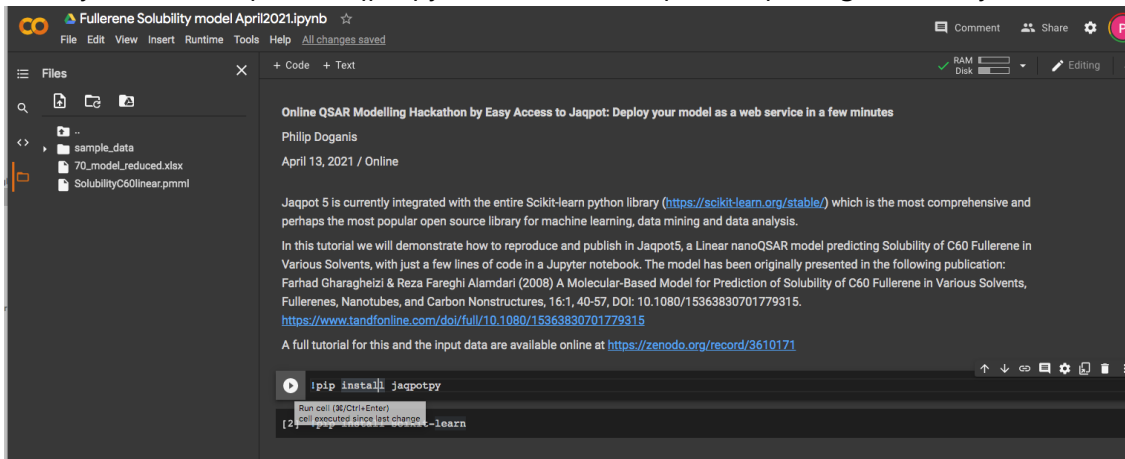 Fullerene Solubility model April2021.ipynb
File Edit View Insert Runtime Tools Help All changes saved
Comment Share
Files
+ Code + Text
RAM
Disk
Editing
..
sample_data
70_model_reduced.xlsx
SolubilityC60linear.pmml
Online QSAR Modelling Hackathon by Easy Access to Jaqpot: Deploy your model as a web service in a few minutes
Philip Doganis
April 13, 2021 / Online
Jaqpot 5 is currently integrated with the entire Scikit-learn python library (https://scikit-learn.org/stable/) which is the most comprehensive and
perhaps the most popular open source library for machine learning, data mining and data analysis.
In this tutorial we will demonstrate how to reproduce and publish in Jaqpot5, a Linear nanoQSAR model predicting Solubility of C60 Fullerene in
Various Solvents, with just a few lines of code in a Jupyter notebook. The model has been originally presented in the following publication:
Farhad Gharagheizi & Reza Fareghi Alamdari (2008) A Molecular-Based Model for Prediction of Solubility of C60 Fullerene in Various Solvents,
Fullerenes, Nanotubes, and Carbon Nonstructures, 16:1, 40-57, DOI: 10.1080/15363830701779315.
https://www.tandfonline.com/doi/full/10.1080/15363830701779315
A full tutorial for this and the input data are available online at https://zenodo.org/record/3610171
!pip install jaqpotpy
Run cell (⌘/Ctrl+Enter)
cell executed since last change
[2] !pip install scikit-learn